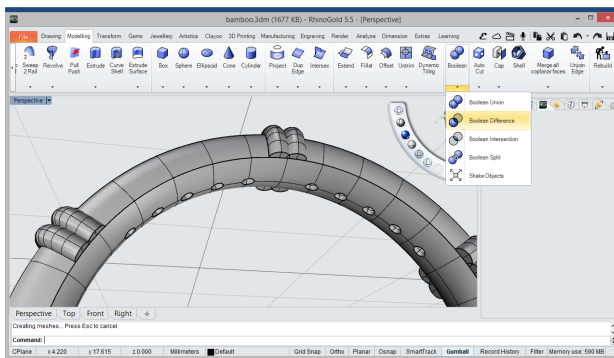 bamboo.3dm (1677 KB) - RhinoGold 5.5 - [Perspective]
File Drawing Modelling Transform Gems Jewellery Artistics Clayoo 3D Printing Manufacturing Engraving Render Analyze Dimension Extras Learning
Sweep 2 Rail
Revolve
Pull Push
Extrude
Curve Shell
Extrude Surface
Box
Sphere
Ellipsoid
Cone
Cylinder
Project
Dup Edge
Intersec
Extend
Fillet
Offset
Untrim
Dynamic Tiling
Boolean
Auto Cut
Cap
Shell
Merge all coplanar faces
Unjoin Edge
Rebuild
Perspective
Boolean Union
Boolean Difference
Boolean Intersection
Boolean Split
Shake Objects
Perspective Top Front Right
Creating meshes... Press Esc to cancel
Command:
CPlane x 4.220 y 17.615 z 0.000 Millimeters Default Grid Snap Ortho Planar Osnap SmartTrack Gumball Record History Filter Memory use: 590 MB